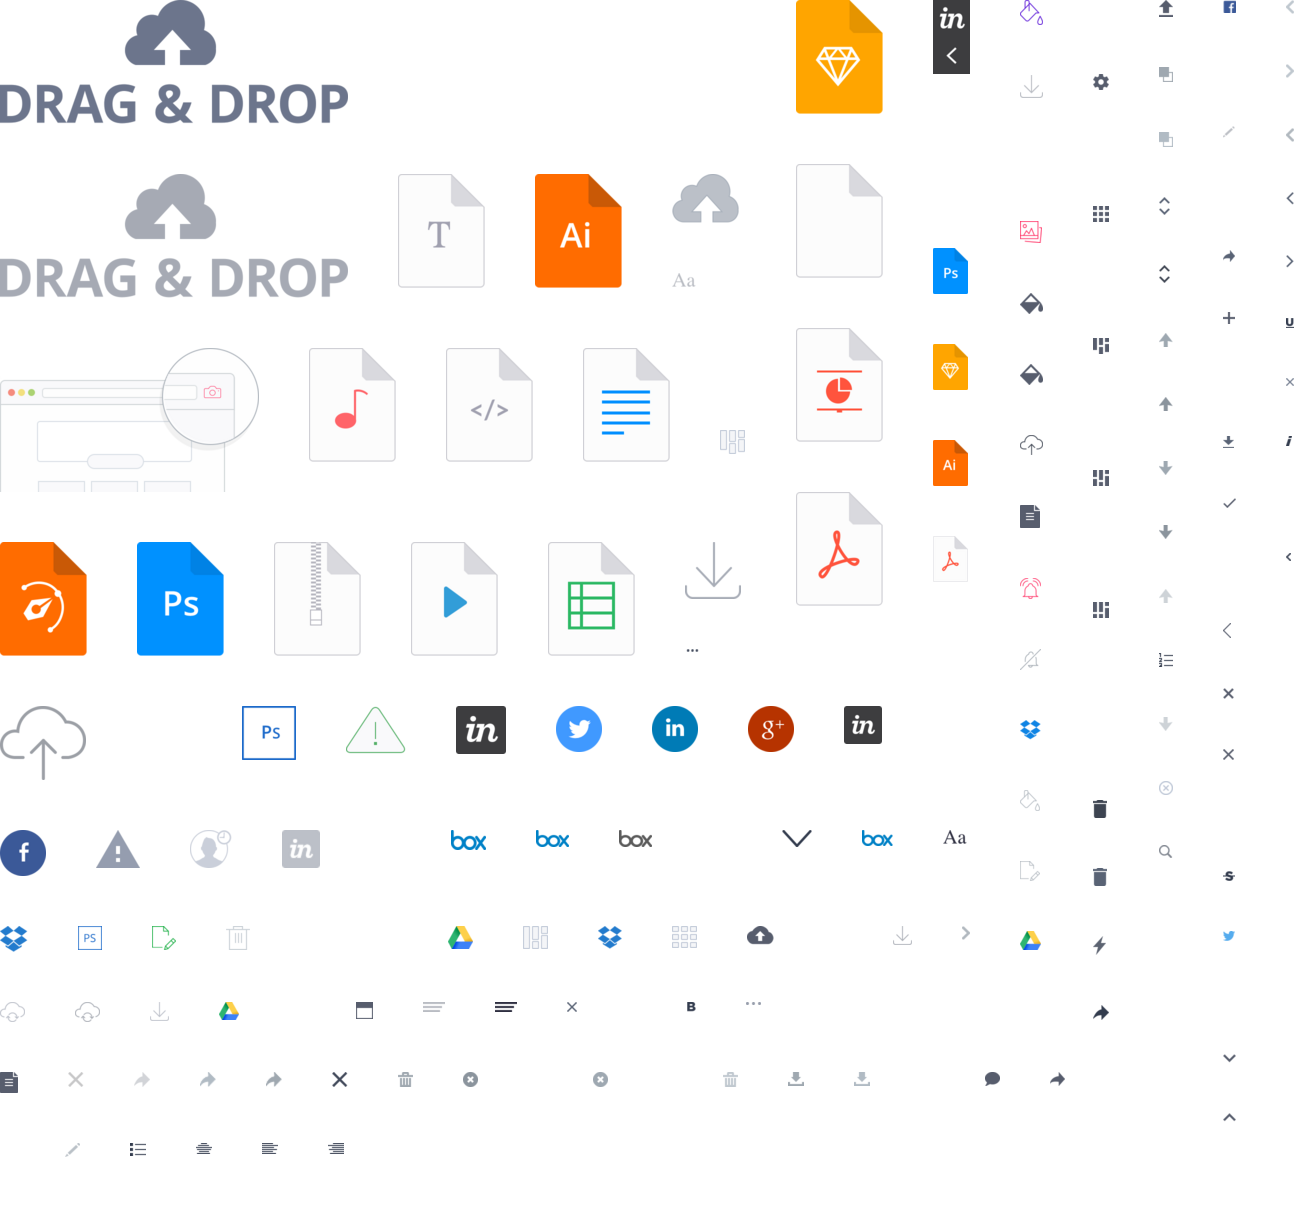 DRAG & DROP
in
DRAG & DROP
T
Ai
Aa
Ps
</>
Ai
Ps
...
Ps
!
in
in
g+
in
f
!
in
box
box
box
box
Aa
PS
B
...
f
U
i
S